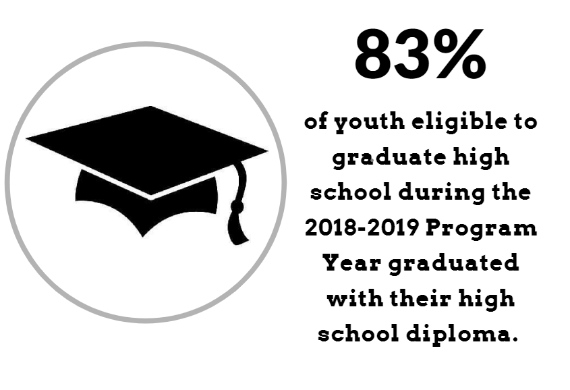 83%
of youth eligible to
graduate high
school during the
2018-2019 Program
Year graduated
with their high
school diploma.